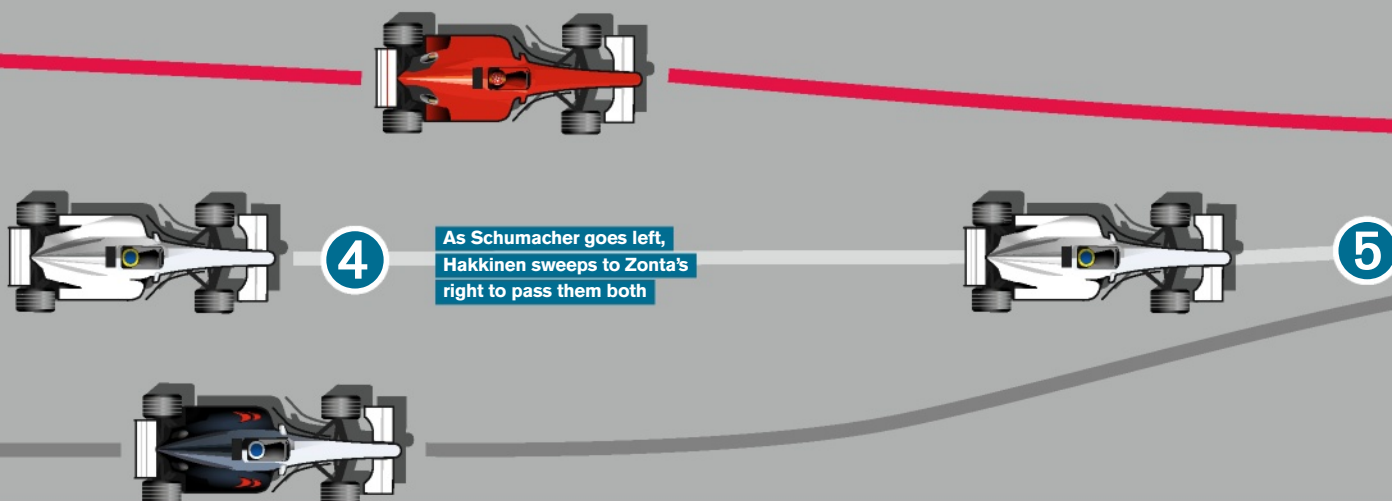 4
As Schumacher goes left,
Hakkinen sweeps to Zonta’s
right to pass them both
5